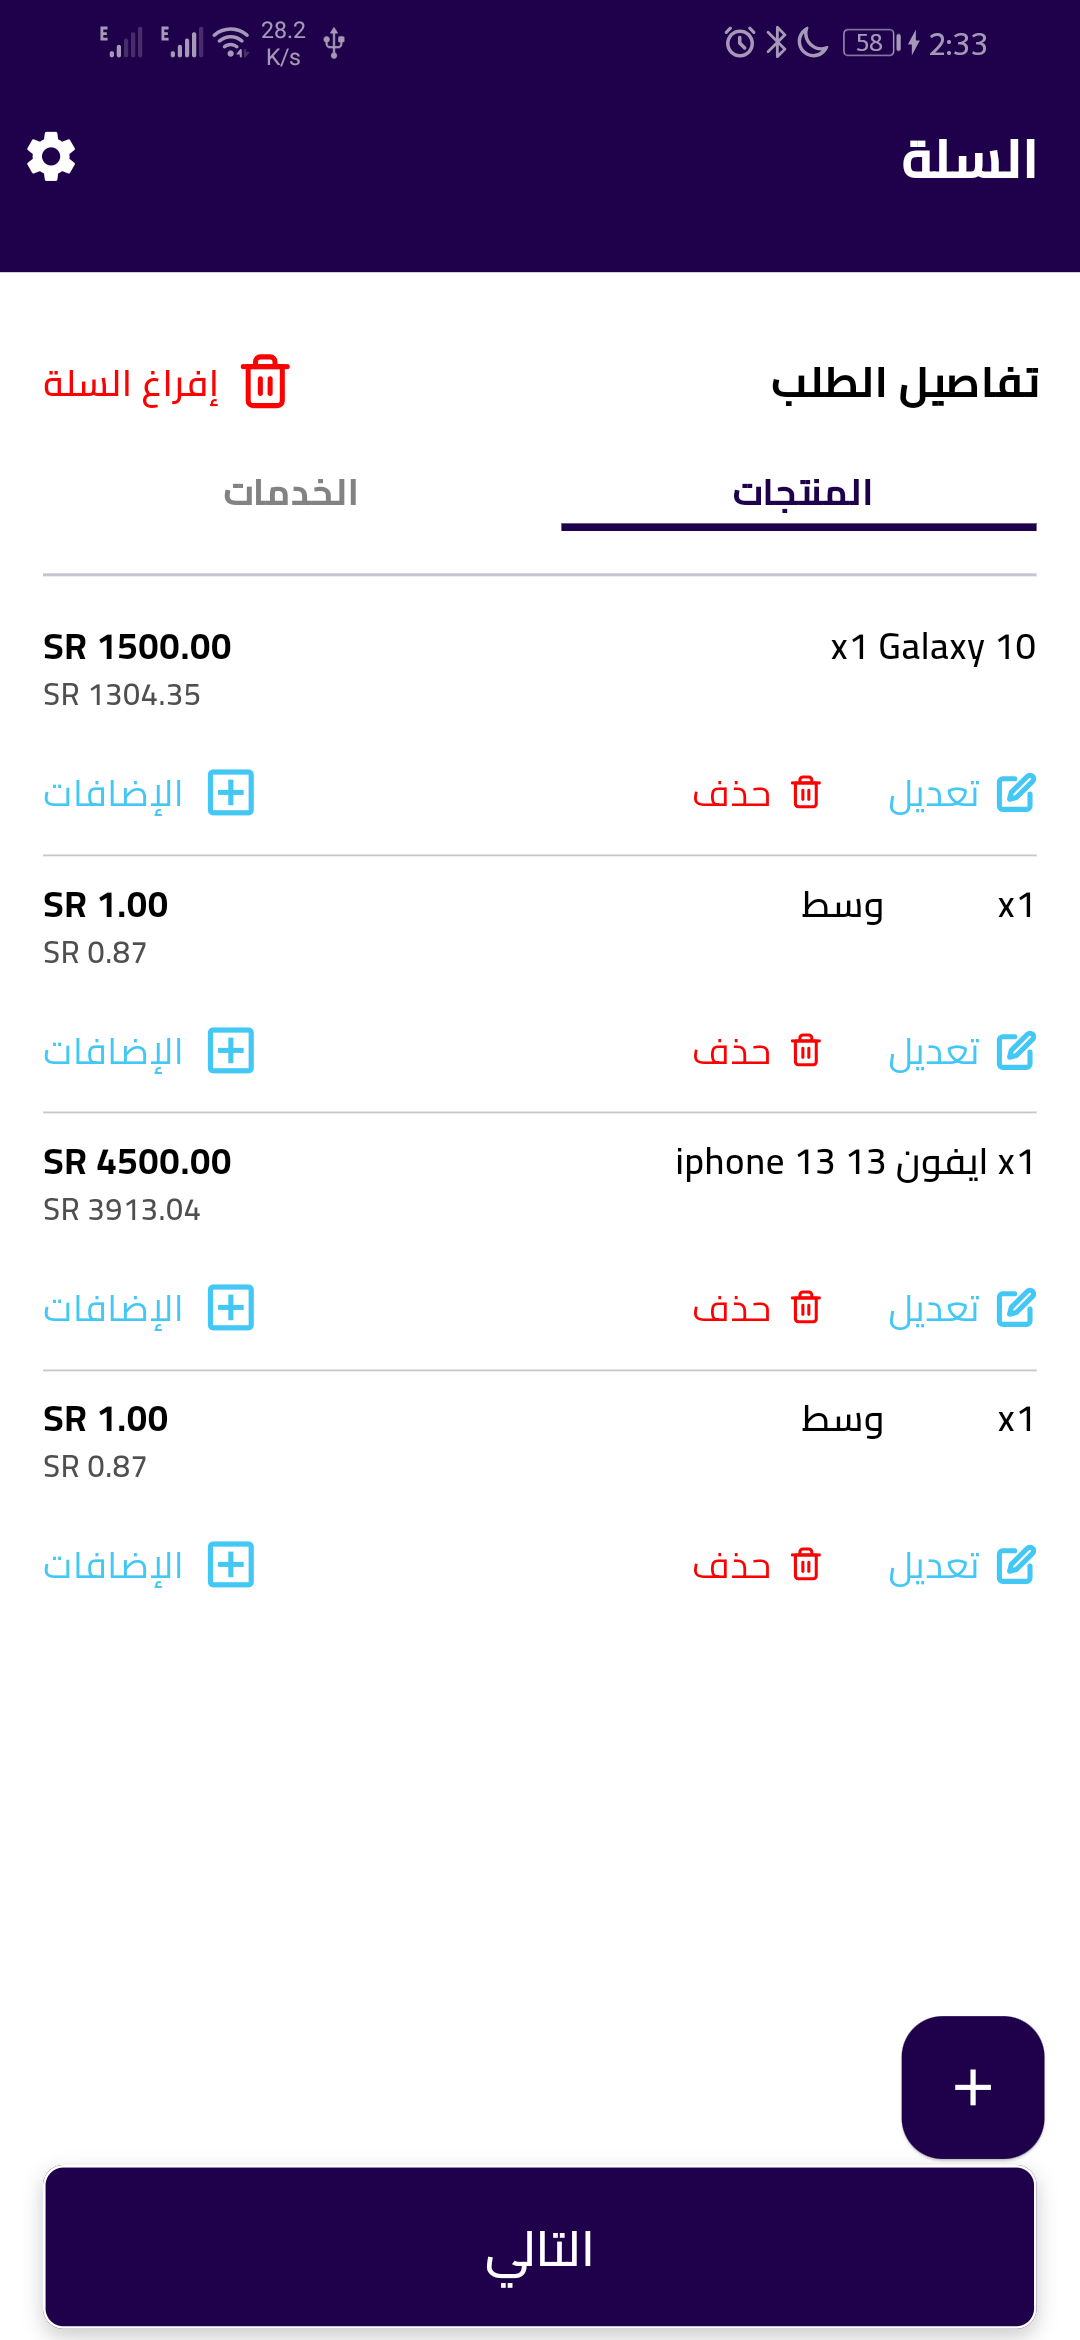 28.2 K/s 58 2:33
السلة
تفاصيل الطلب إفراغ السلة
المنتجات الخدمات
x1 Galaxy 10 SR 1500.00
SR 1304.35
تعديل حذف الإضافات
x1 وسط SR 1.00
SR 0.87
تعديل حذف الإضافات
x1 ايفون 13 iphone 13 SR 4500.00
SR 3913.04
تعديل حذف الإضافات
x1 وسط SR 1.00
SR 0.87
تعديل حذف الإضافات
التالي